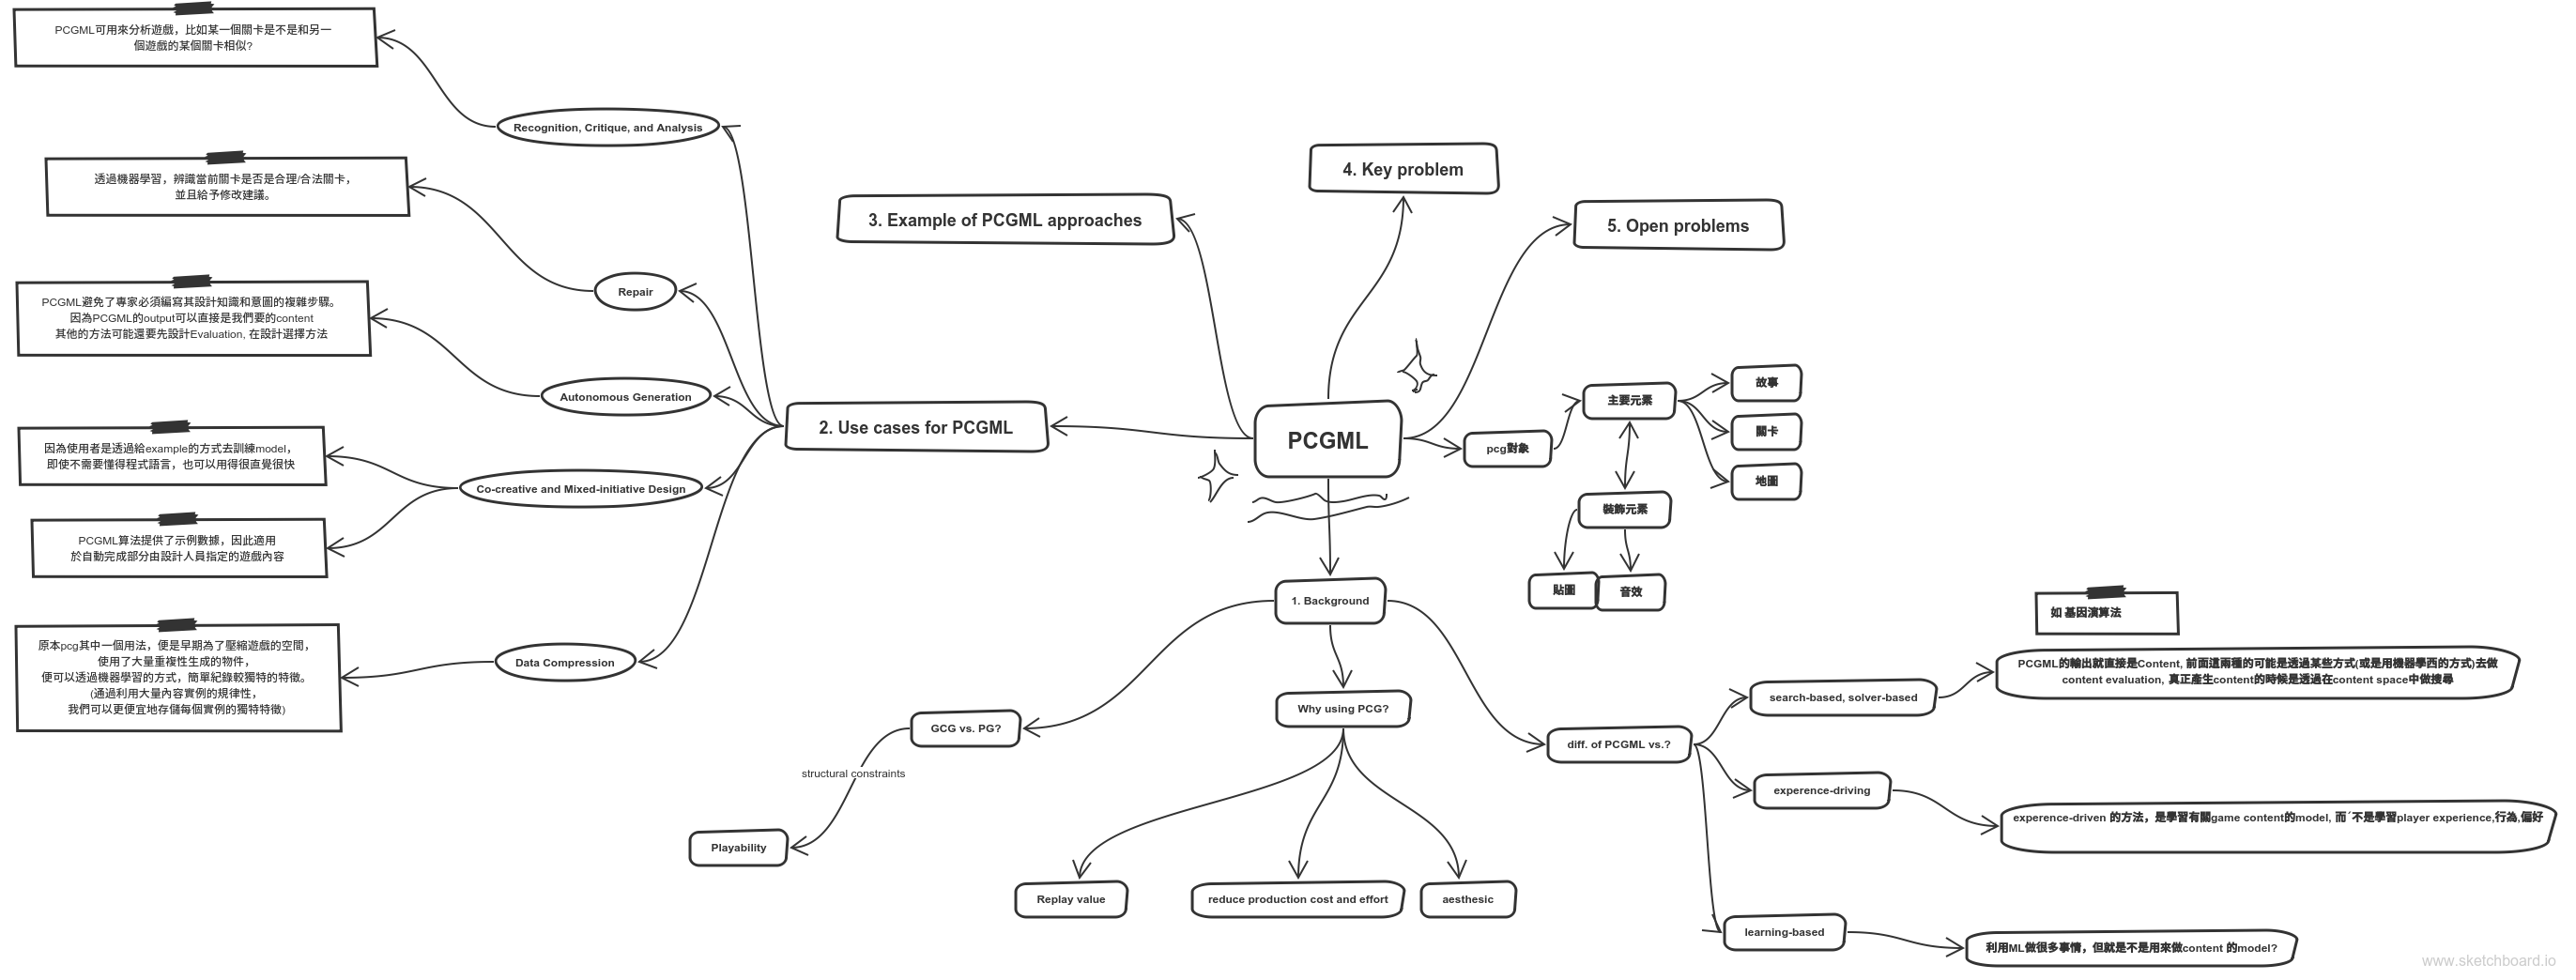 PCGML可用來分析遊戲，比如某一個關卡是不是和另一
個遊戲的某個關卡相似?
Recognition, Critique, and Analysis
透過機器學習，辨識當前關卡是否是合理/合法關卡，
並且給予修改建議。
Repair
PCGML避免了專家必須編寫其設計知識和意圖的複雜步驟。
因為PCGML的output可以直接是我們要的content
其他的方法可能還要先設計Evaluation, 在設計選擇方法
Autonomous Generation
因為使用者是透過給example的方式去訓練model，
即使不需要懂得程式語言，也可以用得很直覺很快
Co-creative and Mixed-initiative Design
PCGML算法提供了示例數據，因此適用
於自動完成部分由設計人員指定的遊戲內容
原本pcg其中一個用法，便是早期為了壓縮遊戲的空間，
使用了大量重複性生成的物件，
便可以透過機器學習的方式，簡單紀錄較獨特的特徵。
(通過利用大量內容實例的規律性，
我們可以更便宜地存儲每個實例的獨特特徵)
Data Compression
2. Use cases for PCGML
3. Example of PCGML approaches
4. Key problem
5. Open problems
PCGML
pcg對象
主要元素
故事
關卡
地圖
裝飾元素
貼圖
音效
1. Background
GCG vs. PG?
structural constraints
Playability
Why using PCG?
Replay value
reduce production cost and effort
aesthesic
diff. of PCGML vs.?
search-based, solver-based
如 基因演算法
PCGML的輸出就直接是Content, 前面這兩種的可能是透過某些方式(或是用機器學西的方式)去做
content evaluation, 真正產生content的時候是透過在content space中做搜尋
experence-driving
experence-driven 的方法，是學習有關game content的model, 而ˊ不是學習player experience,行為,偏好
learning-based
利用ML做很多事情，但就是不是用來做content 的model?
www.sketchboard.io